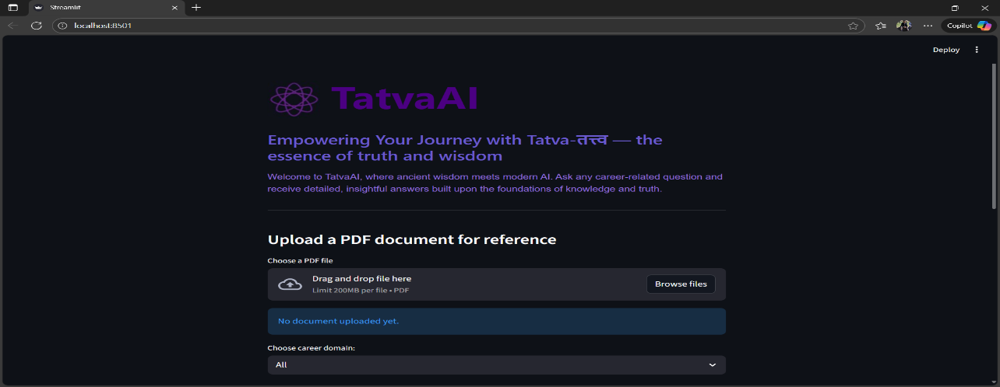 Streamlit
localhost:8501
Copilot
Deploy
TatvaAI
Empowering Your Journey with Tatva-तत्त्व — the
essence of truth and wisdom
Welcome to TatvaAI, where ancient wisdom meets modern AI. Ask any career-related question and
receive detailed, insightful answers built upon the foundations of knowledge and truth.
Upload a PDF document for reference
Choose a PDF file
Drag and drop file here
Limit 200MB per file • PDF
Browse files
No document uploaded yet.
Choose career domain:
All